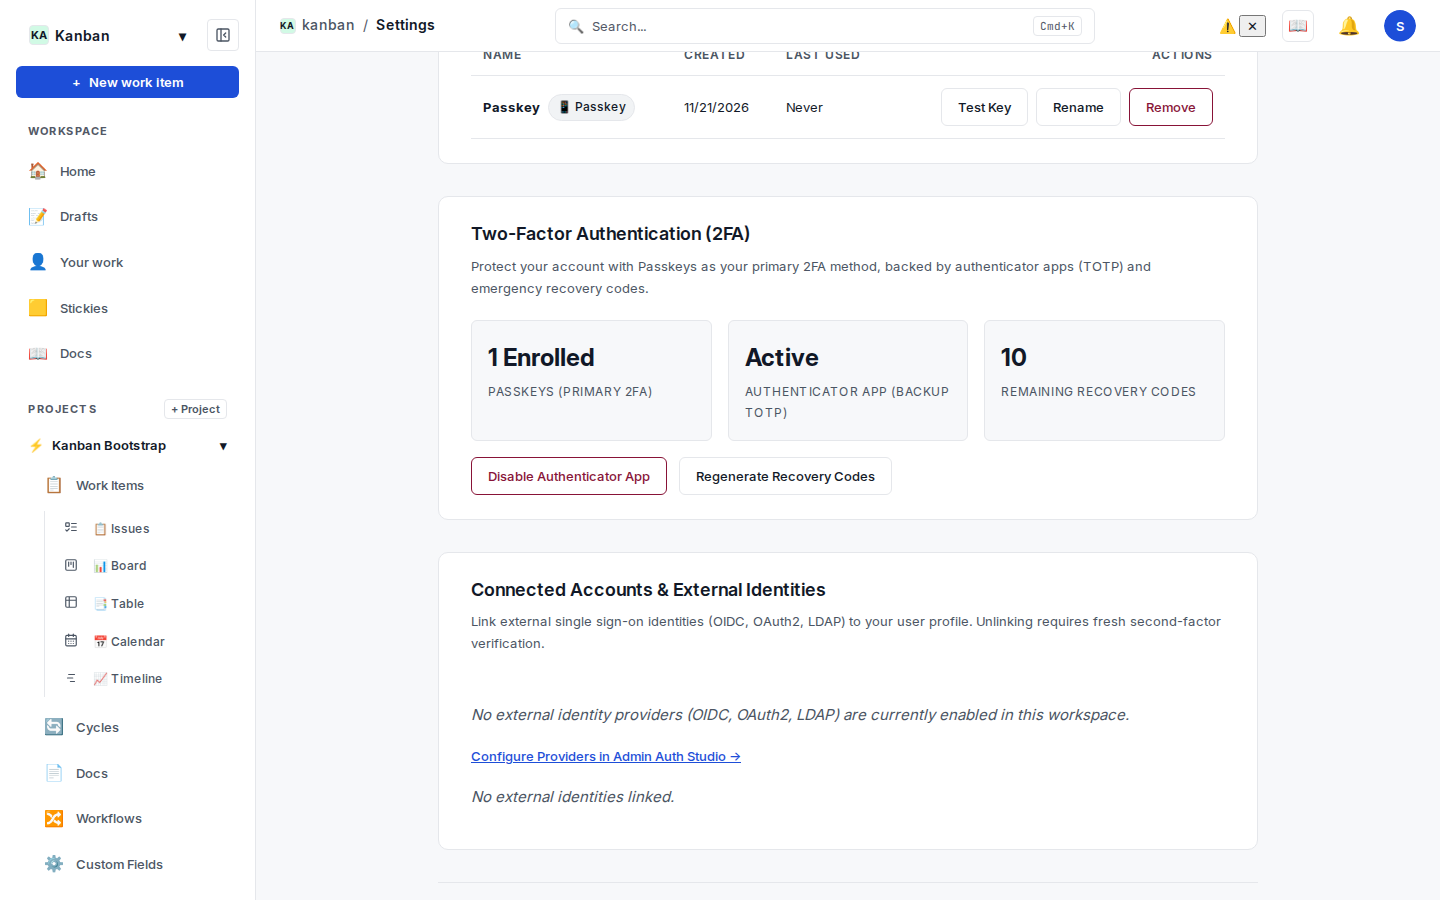 KA Kanban ▾
+ New work item
WORKSPACE
Home
Drafts
Your work
Stickies
Docs
PROJECTS + Project
Kanban Bootstrap ▾
Work Items
Issues
Board
Table
Calendar
Timeline
Cycles
Docs
Workflows
Custom Fields
KA kanban / Settings
Search... Cmd+K
✕
S
NAME CREATED LAST USED ACTIONS
Passkey Passkey 11/21/2026 Never Test Key Rename Remove
Two-Factor Authentication (2FA)
Protect your account with Passkeys as your primary 2FA method, backed by authenticator apps (TOTP) and
emergency recovery codes.
1 Enrolled
PASSKEYS (PRIMARY 2FA)
Active
AUTHENTICATOR APP (BACKUP
TOTP)
10
REMAINING RECOVERY CODES
Disable Authenticator App Regenerate Recovery Codes
Connected Accounts & External Identities
Link external single sign-on identities (OIDC, OAuth2, LDAP) to your user profile. Unlinking requires fresh second-factor
verification.
No external identity providers (OIDC, OAuth2, LDAP) are currently enabled in this workspace.
Configure Providers in Admin Auth Studio →
No external identities linked.